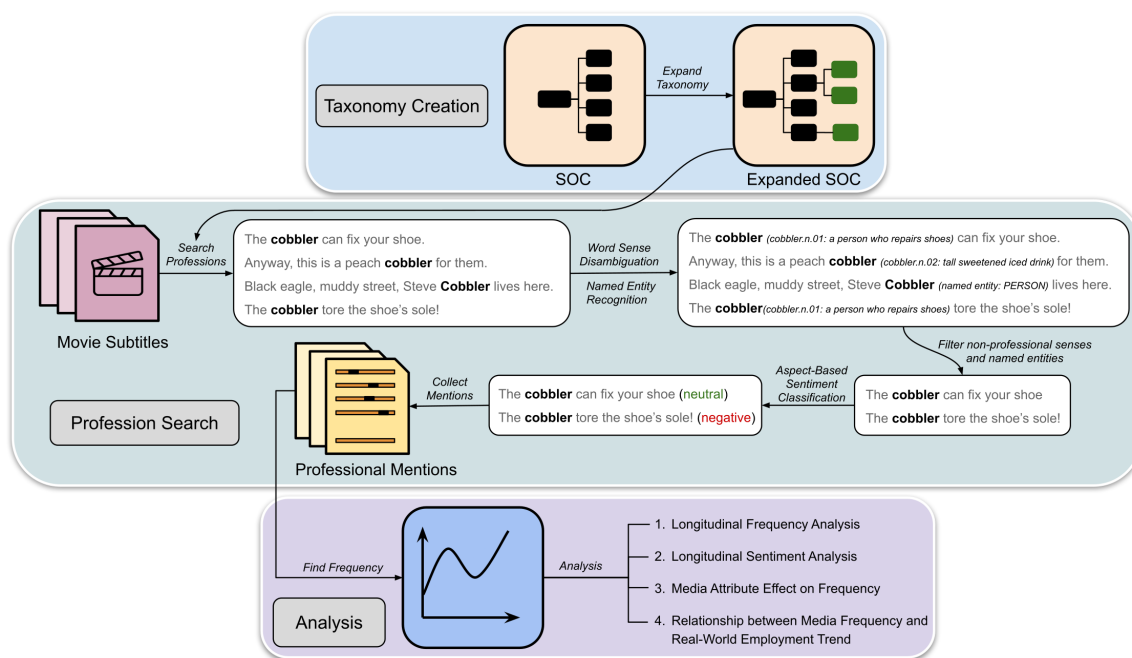 Taxonomy Creation
Expand
Taxonomy
SOC
Expanded SOC
Search
Professions
Movie Subtitles
The cobbler can fix your shoe.
Anyway, this is a peach cobbler for them.
Black eagle, muddy street, Steve Cobbler lives here.
The cobbler tore the shoe's sole!
Word Sense
Disambiguation
Named Entity
Recognition
The cobbler (cobbler.n.01: a person who repairs shoes) can fix your shoe.
Anyway, this is a peach cobbler (cobbler.n.02: tall sweetened iced drink) for them.
Black eagle, muddy street, Steve Cobbler (named entity: PERSON) lives here.
The cobbler(cobbler.n.01: a person who repairs shoes) tore the shoe's sole!
Filter non-professional senses
and named entities
The cobbler can fix your shoe
The cobbler tore the shoe's sole!
Aspect-Based
Sentiment
Classification
The cobbler can fix your shoe (neutral)
The cobbler tore the shoe's sole! (negative)
Collect
Mentions
Professional Mentions
Profession Search
Find Frequency
Analysis
1. Longitudinal Frequency Analysis
2. Longitudinal Sentiment Analysis
3. Media Attribute Effect on Frequency
4. Relationship between Media Frequency and
Real-World Employment Trend
Analysis